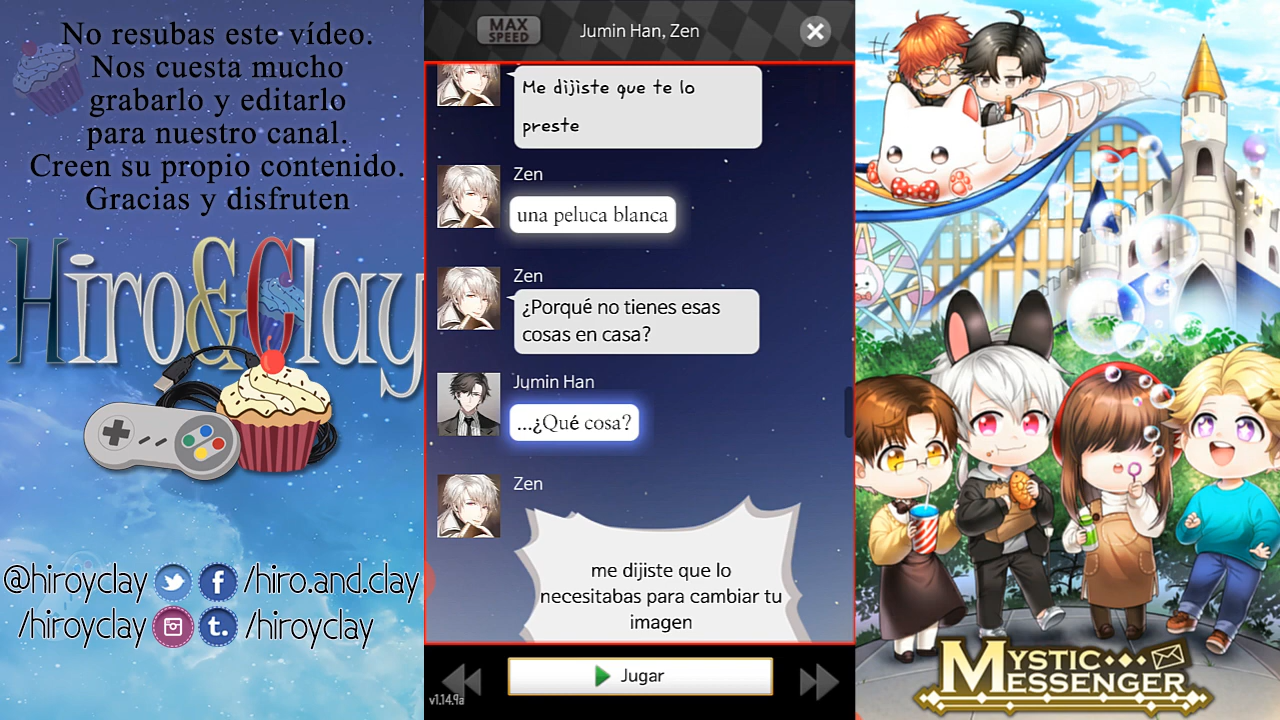 No resubas este vídeo.
Nos cuesta mucho
grabarlo y editarlo
para nuestro canal.
Creen su propio contenido.
Gracias y disfruten
Hiro&Clay
@hiroyclay
/hiro.and.clay
/hiroyclay
/hiroyclay
MAX
SPEED
Jumin Han, Zen
Me dijiste que te lo
preste
Zen
una peluca blanca
Zen
¿Porqué no tienes esas
cosas en casa?
Jumin Han
...¿Qué cosa?
Zen
me dijiste que lo
necesitabas para cambiar tu
imagen
Jugar
v1.14.9a
MYSTIC
MESSENGER